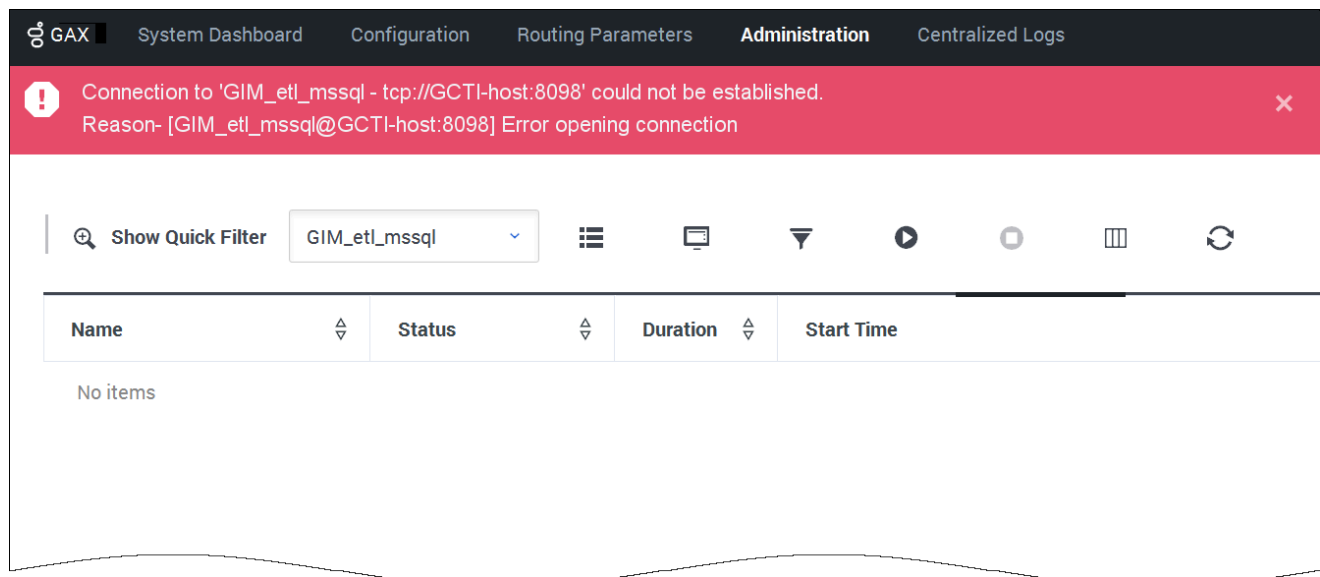 GAX System Dashboard Configuration Routing Parameters Administration Centralized Logs
Connection to 'GIM_etl_mssql - tcp://GCTI-host:8098' could not be established.
Reason- [GIM_etl_mssql@GCTI-host:8098] Error opening connection
Show Quick Filter GIM_etl_mssql
Name Status Duration Start Time
No items